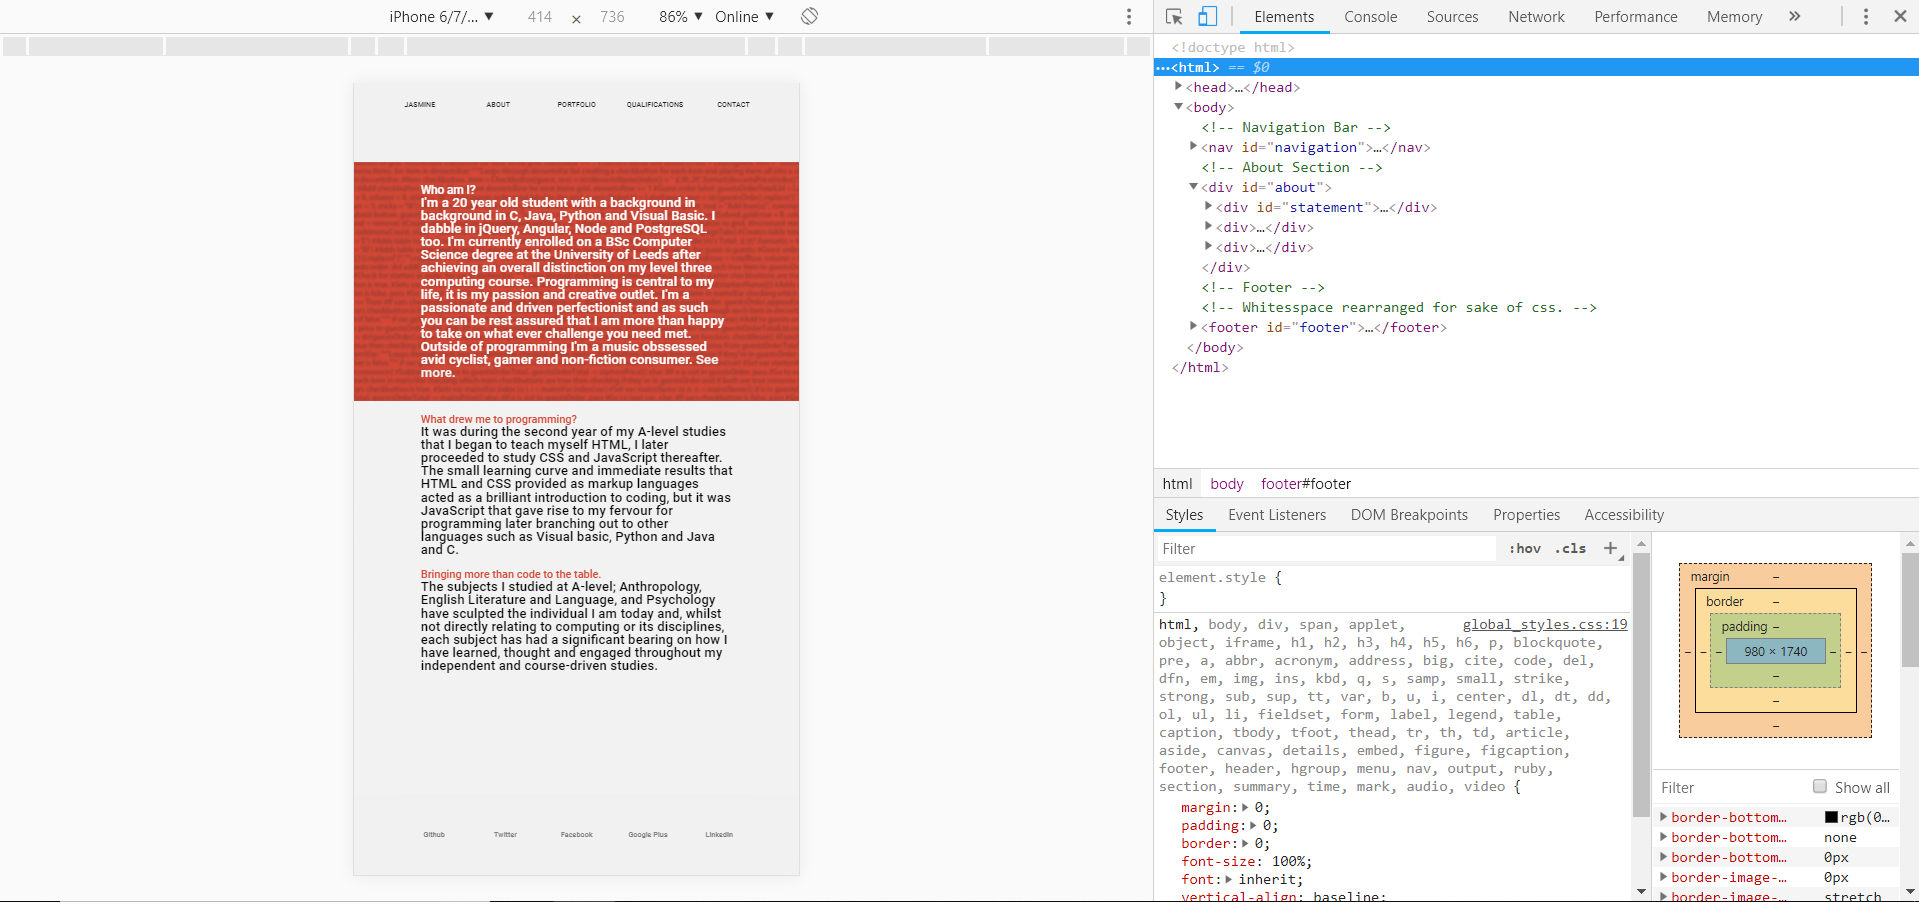 iPhone 6/7/... ▼ 414 × 736 86% ▼ Online ▼
JASMINE ABOUT PORTFOLIO QUALIFICATIONS CONTACT
Who am I?
I'm a 20 year old student with a background in
background in C, Java, Python and Visual Basic. I
dabble in jQuery, Angular, Node and PostgreSQL
too. I'm currently enrolled on a BSc Computer
Science degree at the University of Leeds after
achieving an overall distinction on my level three
computing course. Programming is central to my
life, it is my passion and creative outlet. I'm a
passionate and driven perfectionist and as such
you can be rest assured that I am more than happy
to take on what ever challenge you need met.
Outside of programming I'm a music obssessed
avid cyclist, gamer and non-fiction consumer. See
more.
What drew me to programming?
It was during the second year of my A-level studies
that I began to teach myself HTML, I later
proceeded to study CSS and JavaScript thereafter.
The small learning curve and immediate results that
HTML and CSS provided as markup languages
acted as a brilliant introduction to coding, but it was
JavaScript that gave rise to my fervour for
programming later branching out to other
languages such as Visual basic, Python and Java
and C.
Bringing more than code to the table.
The subjects I studied at A-level; Anthropology,
English Literature and Language, and Psychology
have sculpted the individual I am today and, whilst
not directly relating to computing or its disciplines,
each subject has had a significant bearing on how I
have learned, thought and engaged throughout my
independent and course-driven studies.
Github Twitter Facebook Google Plus LinkedIn
Elements Console Sources Network Performance Memory »
<!doctype html>
...<html> == $0
<head>…</head>
<body>
<!-- Navigation Bar -->
<nav id="navigation">…</nav>
<!-- About Section -->
<div id="about">
<div id="statement">…</div>
<div>…</div>
<div>…</div>
</div>
<!-- Footer -->
<!-- Whitesspace rearranged for sake of css. -->
<footer id="footer">…</footer>
</body>
</html>
html body footer#footer
Styles Event Listeners DOM Breakpoints Properties Accessibility
Filter :hov .cls +
element.style {
}
html, body, div, span, applet, global_styles.css:19
object, iframe, h1, h2, h3, h4, h5, h6, p, blockquote,
pre, a, abbr, acronym, address, big, cite, code, del,
dfn, em, img, ins, kbd, q, s, samp, small, strike,
strong, sub, sup, tt, var, b, u, i, center, dl, dt, dd,
ol, ul, li, fieldset, form, label, legend, table,
caption, tbody, tfoot, thead, tr, th, td, article,
aside, canvas, details, embed, figure, figcaption,
footer, header, hgroup, menu, nav, output, ruby,
section, summary, time, mark, audio, video {
margin: 0;
padding: 0;
border: 0;
font-size: 100%;
font: inherit;
vertical-align: baseline;
margin –
border –
padding –
– – – 980 × 1740 – – –
–
–
–
Filter Show all
border-bottom… rgb(0…
border-bottom… none
border-bottom… 0px
border-image-… 0px
border-image-… stretch